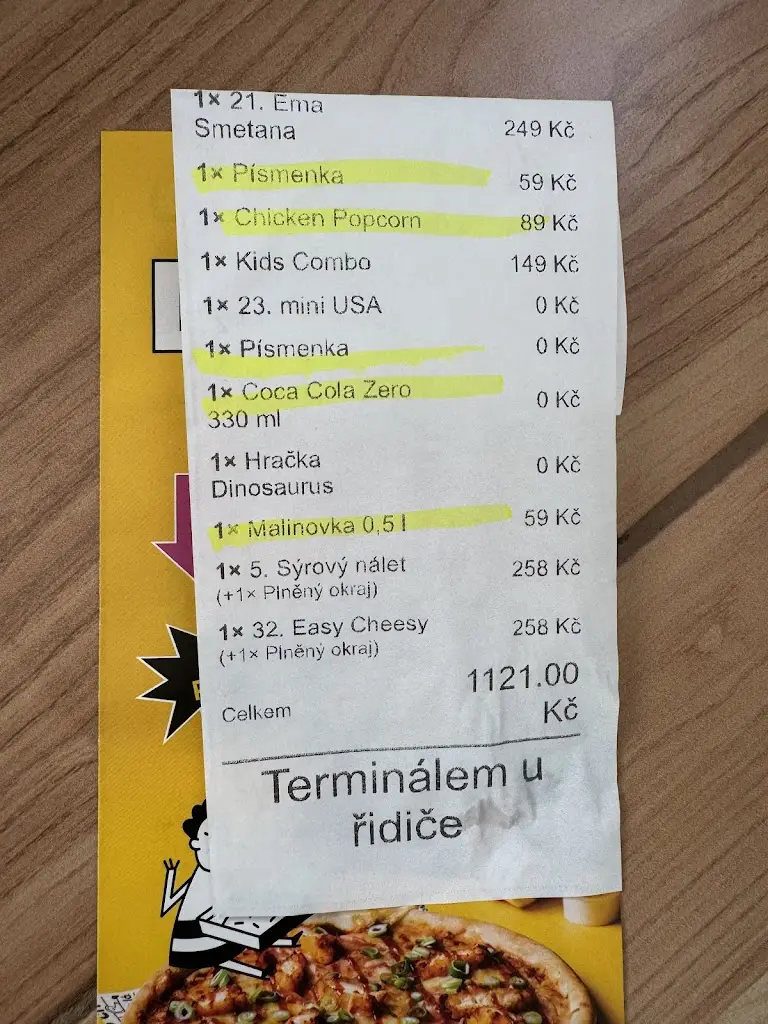 1× 21. Ema
Smetana 249 Kč
1× Písmenka 59 Kč
1× Chicken Popcorn 89 Kč
1× Kids Combo 149 Kč
1× 23. mini USA 0 Kč
1× Písmenka 0 Kč
1× Coca Cola Zero
330 ml 0 Kč
1× Hračka
Dinosaurus 0 Kč
1× Malinovka 0,5 l 59 Kč
1× 5. Sýrový nálet 258 Kč
(+1× Plněný okraj)
1× 32. Easy Cheesy 258 Kč
(+1× Plněný okraj)
Celkem 1121.00
Kč
Terminálem u
řidiče